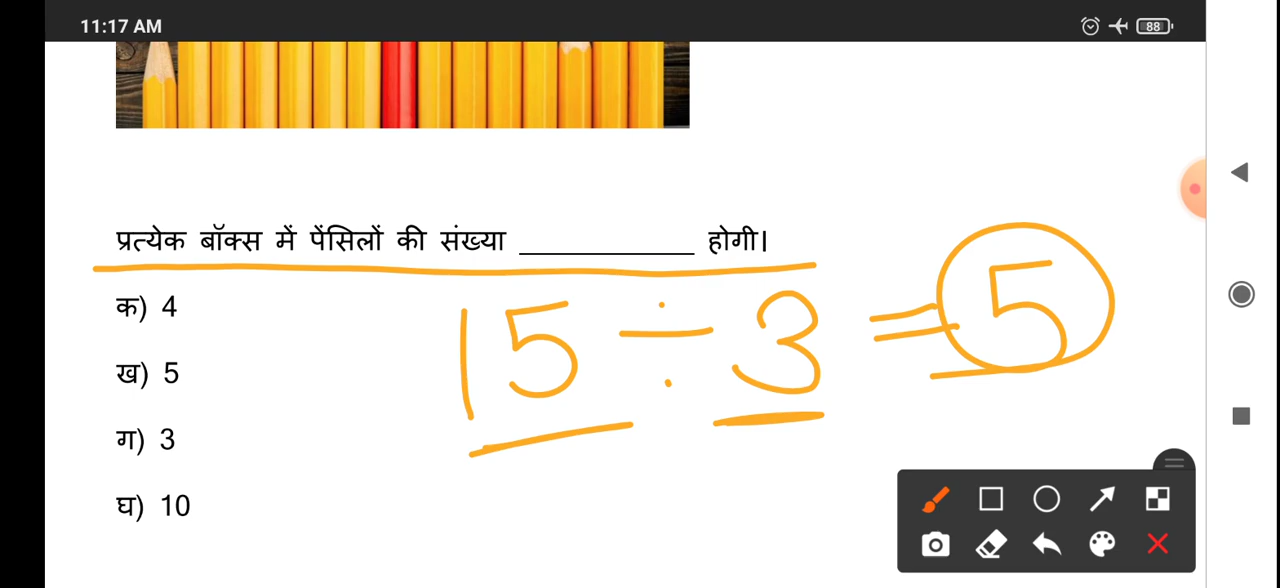 11:17 AM 88
प्रत्येक बॉक्स में पेंसिलों की संख्या ____________ होगी।
क) 4
15 ÷ 3 = 5
ख) 5
ग) 3
घ) 10